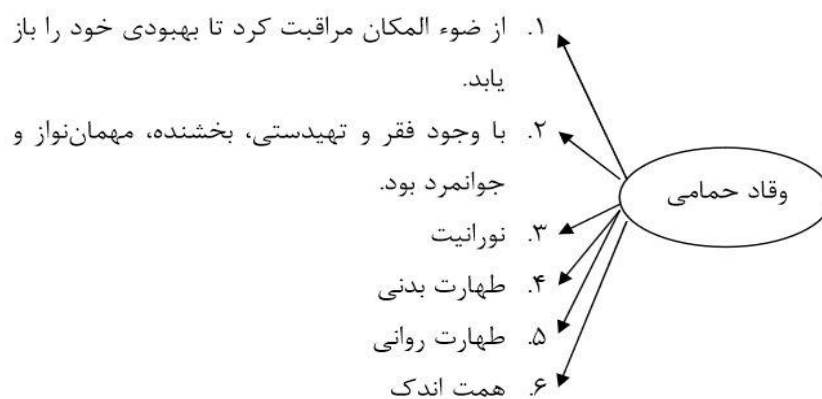 ۱. از ضوء المکان مراقبت کرد تا بهبودی خود را باز
یابد.
۲. با وجود فقر و تهیدستی، بخشنده، مهمان‌نواز و
جوانمرد بود.
۳. نورانیت
۴. طهارت بدنی
۵. طهارت روانی
۶. همت اندک
وقاد حمامی